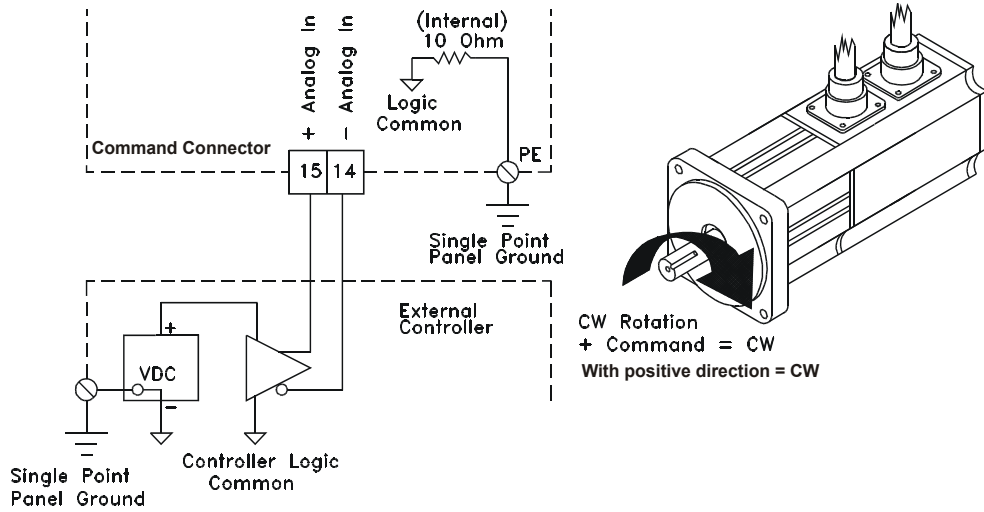 (Internal)
10 Ohm
+ Analog In
- Analog In
Logic
Common
Command Connector
15 14
PE
Single Point
Panel Ground
External
Controller
+
VDC
-
Single Point
Panel Ground
Controller Logic
Common
CW Rotation
+ Command = CW
With positive direction = CW